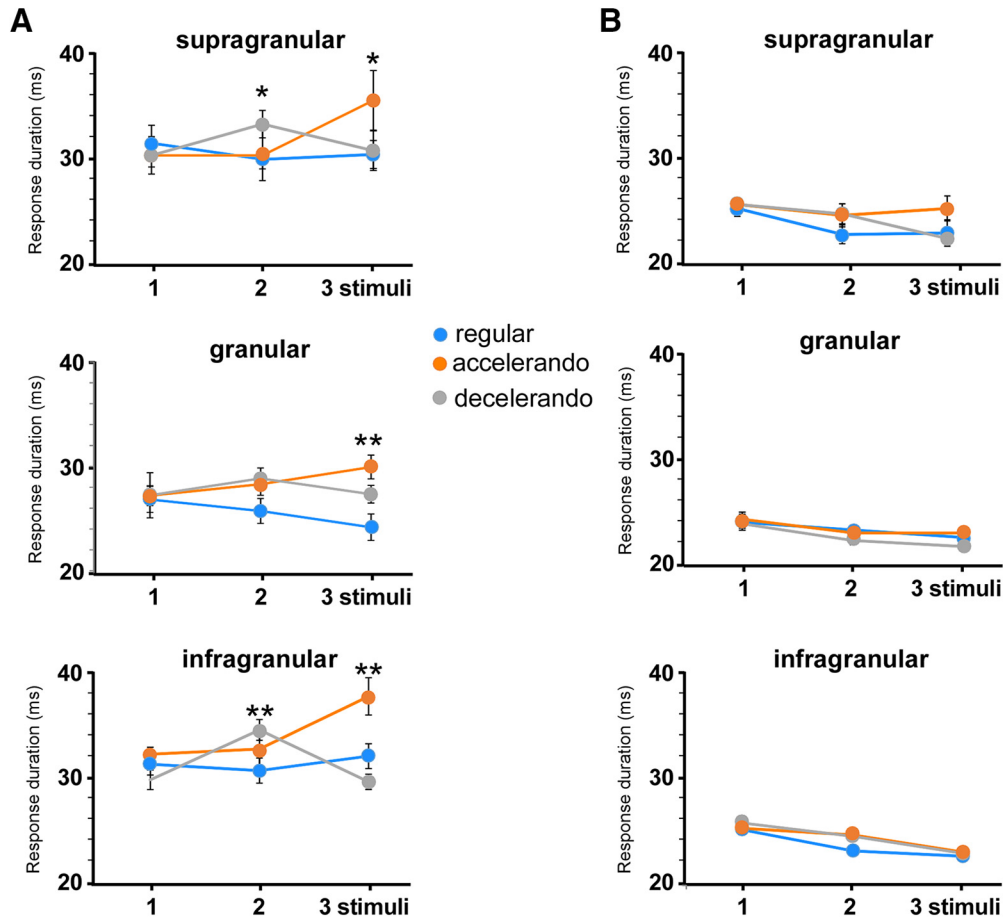 A
supragranular
*
*
Response duration (ms)
40
30
20
1 2 3 stimuli
granular
**
Response duration (ms)
40
30
20
1 2 3 stimuli
infragranular
**
**
Response duration (ms)
40
30
20
1 2 3 stimuli
regular
accelerando
decelerando
B
supragranular
Response duration (ms)
40
30
20
1 2 3 stimuli
granular
Response duration (ms)
40
30
20
1 2 3 stimuli
infragranular
Response duration (ms)
40
30
20
1 2 3 stimuli